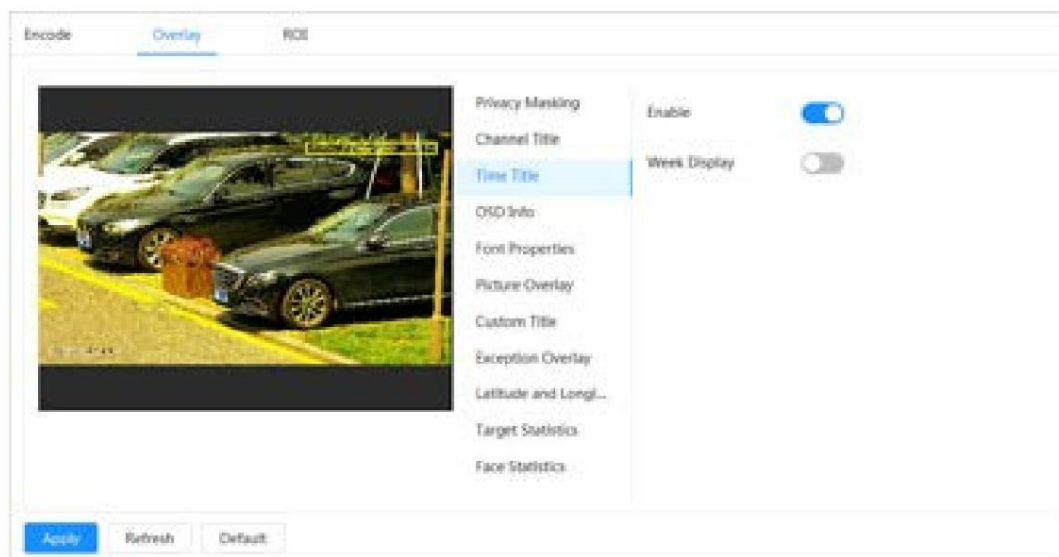 Encode Overlay ROI
Privacy Masking
Enable
Channel Title
Week Display
Time Title
OSD Info
Font Properties
Picture Overlay
Custom Title
Exception Overlay
Latitude and Longi...
Target Statistics
Face Statistics
Apply Refresh Default